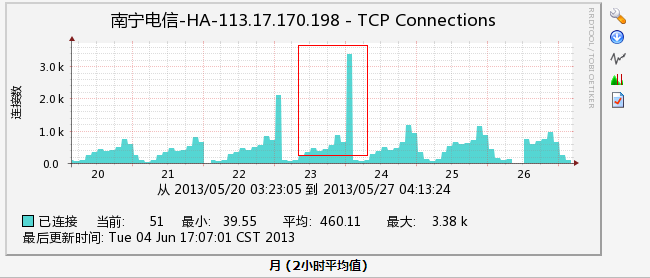 南宁电信-HA-113.17.170.198 - TCP Connections
RRDTOOL / TOBI OETIKER
连接数
3.0 k
2.0 k
1.0 k
0.0
20 21 22 23 24 25 26
从 2013/05/20 03:23:05 到 2013/05/27 04:13:24
已连接 当前: 51 最小: 39.55 平均: 460.11 最大: 3.38 k
最后更新时间: Tue 04 Jun 17:07:01 CST 2013
月 (2小时平均值)